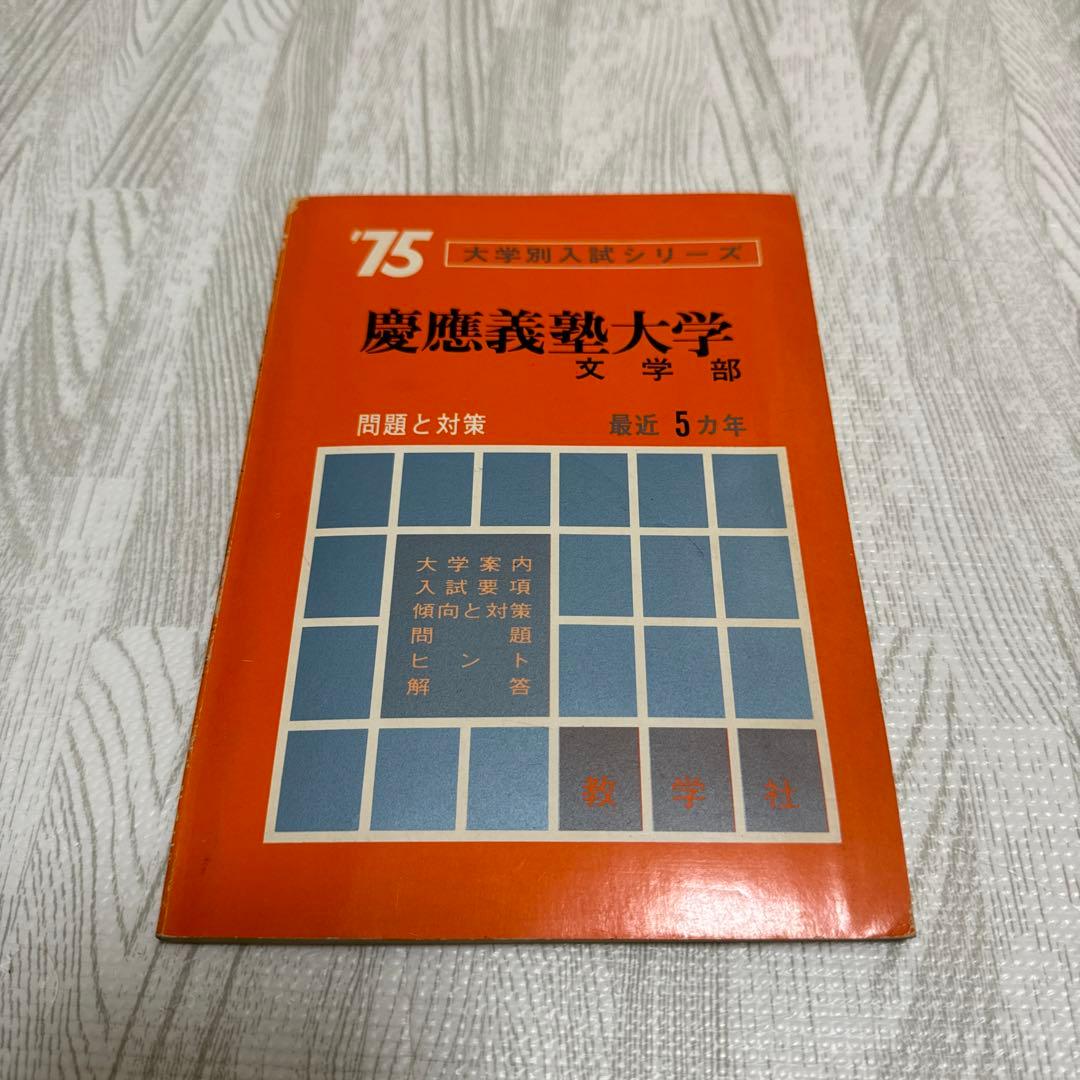 '75 大学別入試シリーズ
慶應義塾大学
文学部
問題と対策 最近 5カ年
大学案内
入試要項
傾向と対策
問題
ヒント
解答
教学社